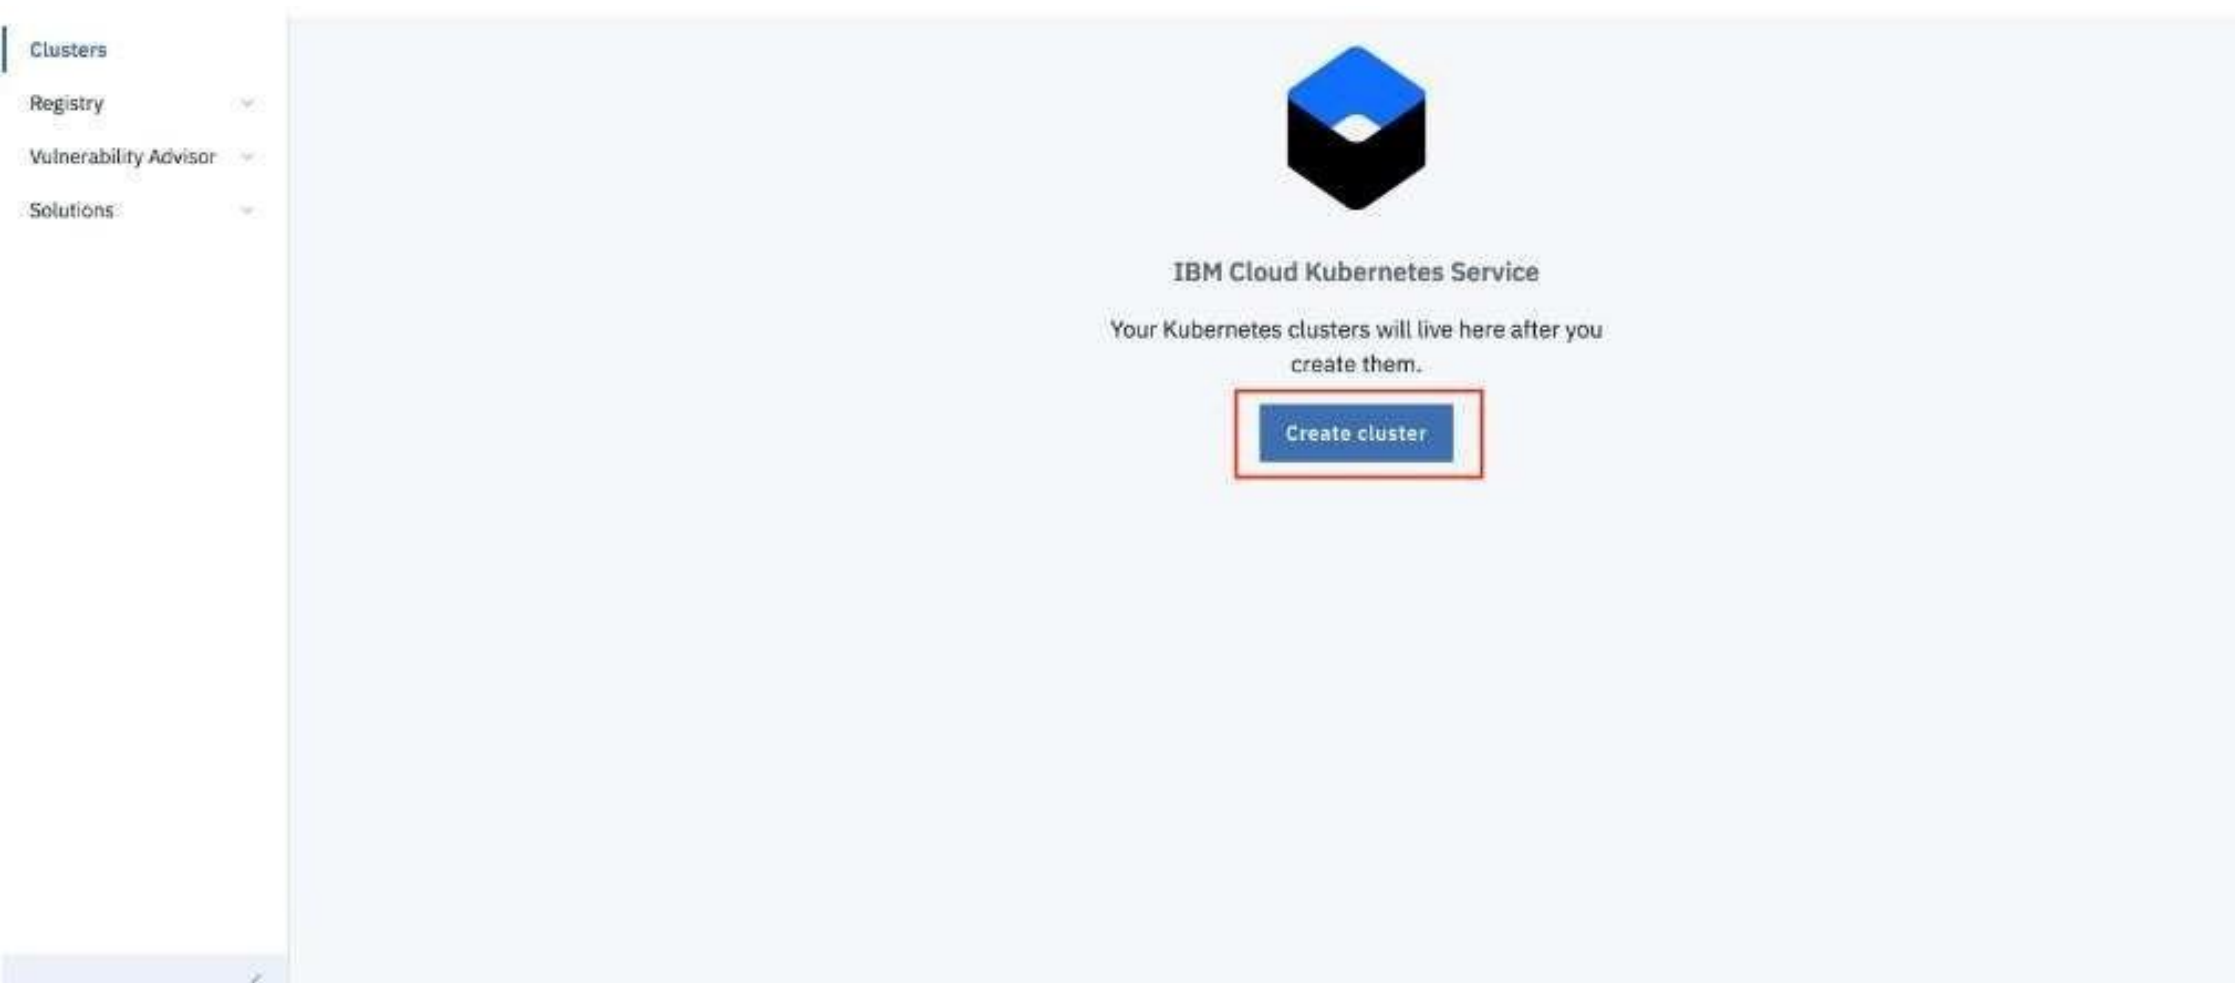 Clusters
Registry
Vulnerability Advisor
Solutions
IBM Cloud Kubernetes Service
Your Kubernetes clusters will live here after you
create them.
Create cluster